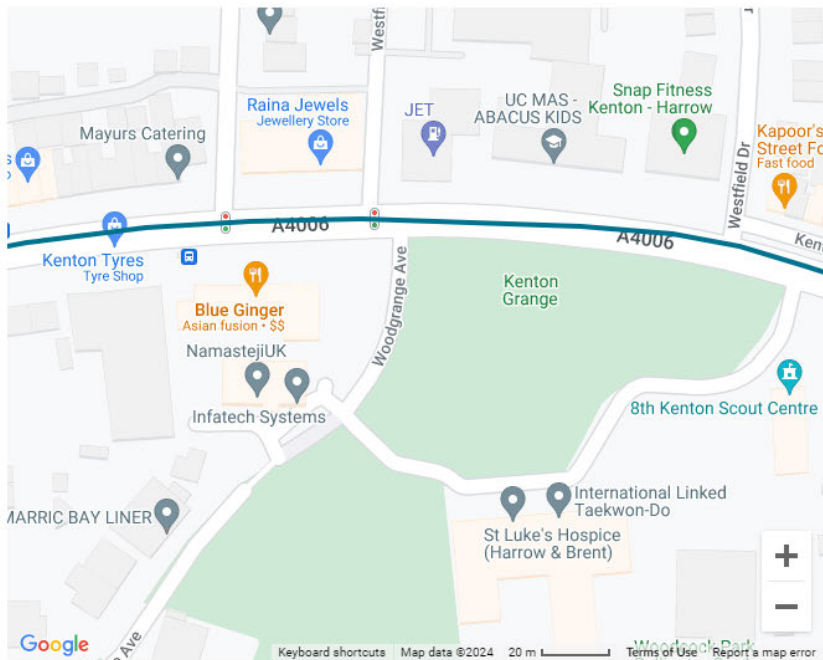 Westf
Westfield Dr
Raina Jewels
Jewellery Store
Mayurs Catering
JET
UC MAS -
ABACUS KIDS
Snap Fitness
Kenton - Harrow
Kapoor's
Street Fo
Fast food
A4006
A4006
Ken
Kenton Tyres
Tyre Shop
Blue Ginger
Asian fusion • $$
Woodgrange Ave
Kenton
Grange
NamastejiUK
Infatech Systems
8th Kenton Scout Centre
MARRIC BAY LINER
International Linked
Taekwon-Do
St Luke's Hospice
(Harrow & Brent)
+
−
Ave
Woodcock Park
Google
Keyboard shortcuts
Map data ©2024
20 m
Terms of Use
Report a map error